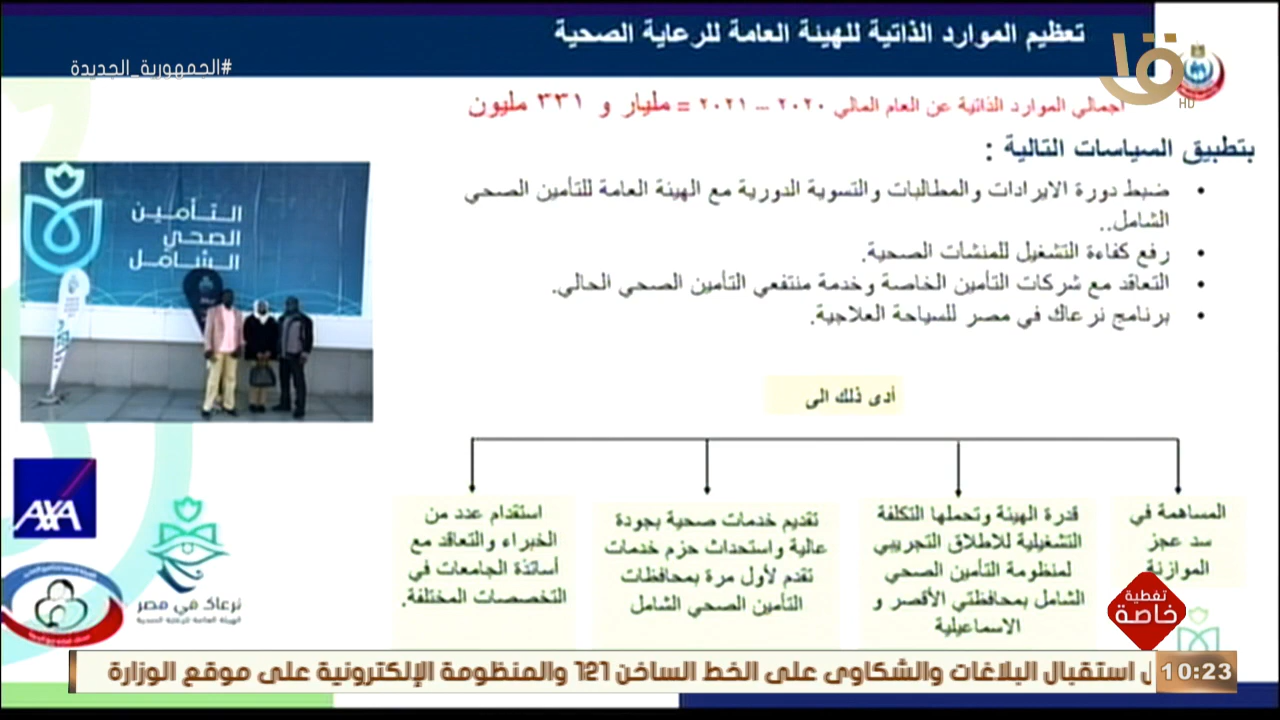 تعظيم الموارد الذاتية للهيئة العامة للرعاية الصحية
#الجمهورية_الجديدة
HD
اجمالي الموارد الذاتية عن العام المالي ٢٠٢٠ – ٢٠٢١ = مليار و ٣٣١ مليون
بتطبيق السياسات التالية :
• ضبط دورة الايرادات والمطالبات والتسوية الدورية مع الهيئة العامة للتأمين الصحي
الشامل..
• رفع كفاءة التشغيل للمنشآت الصحية.
• التعاقد مع شركات التأمين الخاصة وخدمة منتفعي التأمين الصحي الحالي.
• برنامج نرعاك في مصر للسياحة العلاجية.
التأمين
الصحي
الشامل
أدى ذلك الى
المساهمة في
سد عجز
الموازنة
قدرة الهيئة وتحملها التكلفة
التشغيلية للاطلاق التجريبي
لمنظومة التأمين الصحي
الشامل بمحافظتي الأقصر و
الاسماعيلية
تقديم خدمات صحية بجودة
عالية واستحداث حزم خدمات
تقدم لأول مرة بمحافظات
التأمين الصحي الشامل
استقدام عدد من
الخبراء والتعاقد مع
أساتذة الجامعات في
التخصصات المختلفة.
AXA
نرعاك في مصر
الهيئة العامة للرعاية الصحية
تغطية
خاصة
10:23
استقبال البلاغات والشكاوى على الخط الساخن 121 والمنظومة الإلكترونية على موقع الوزارة